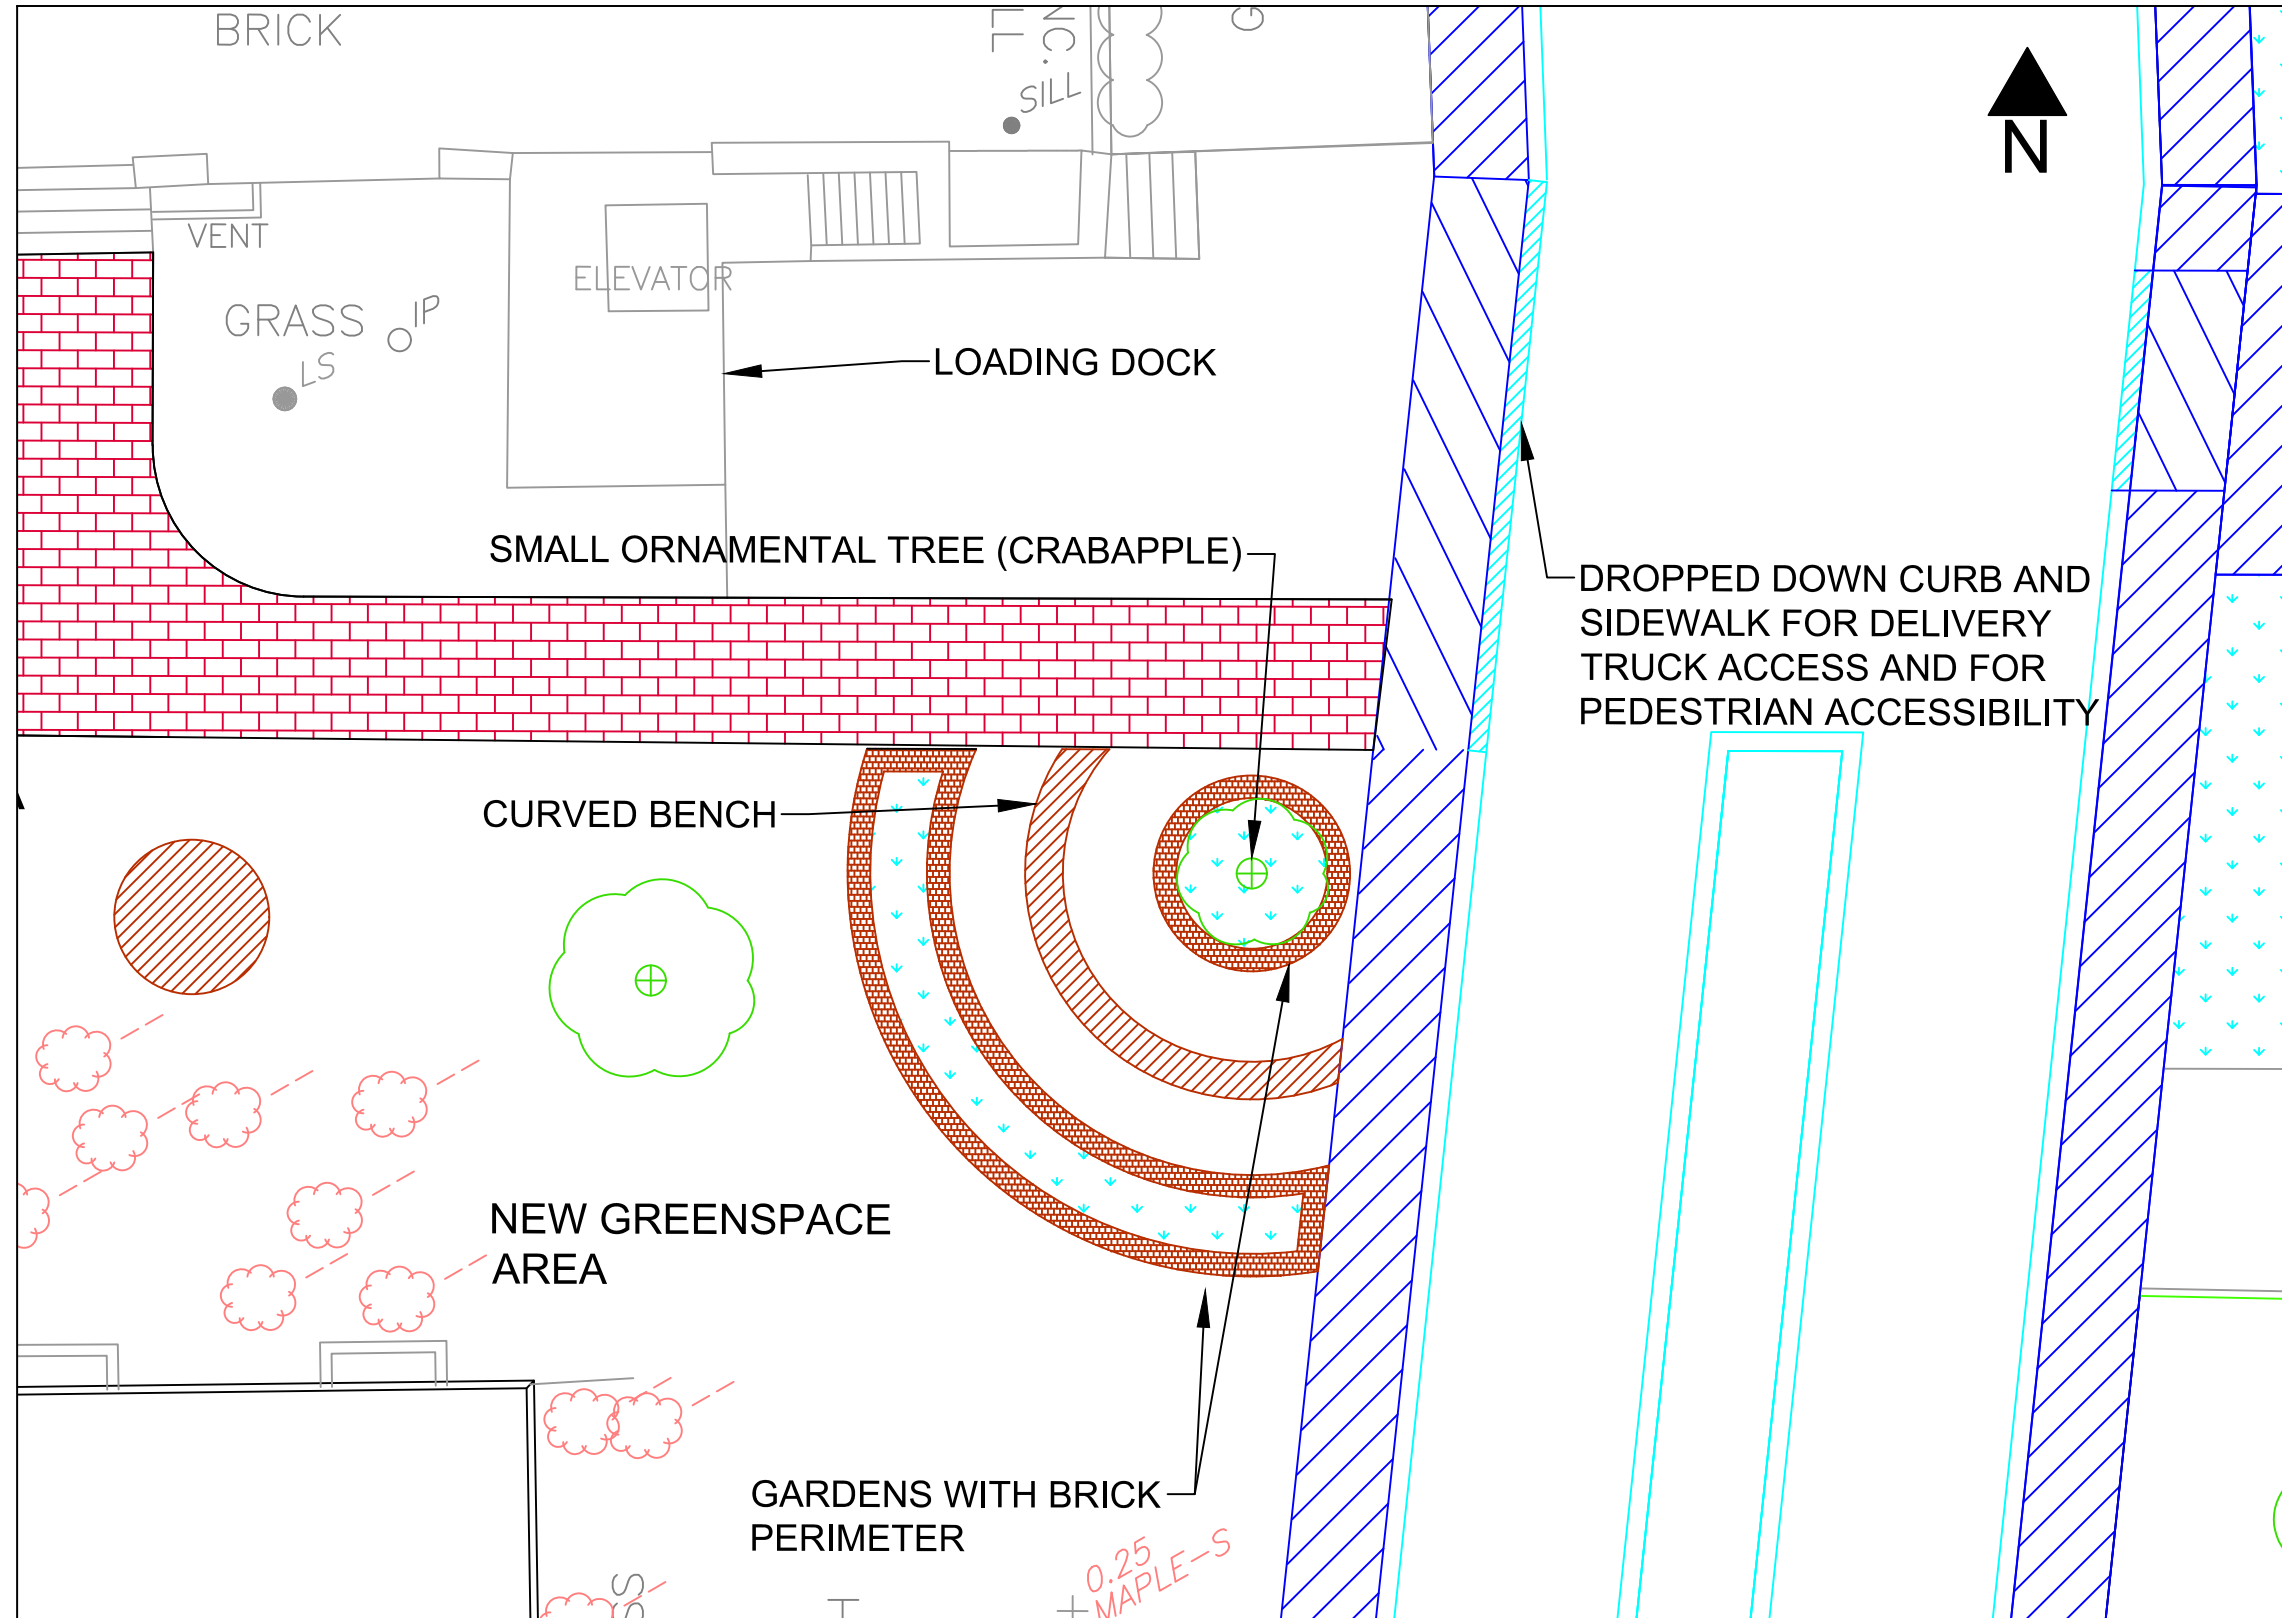 BRICK
SILL
N
VENT
ELEVATOR
GRASS
IP
LS
LOADING DOCK
SMALL ORNAMENTAL TREE (CRABAPPLE)
DROPPED DOWN CURB AND
SIDEWALK FOR DELIVERY
TRUCK ACCESS AND FOR
PEDESTRIAN ACCESSIBILITY
CURVED BENCH
NEW GREENSPACE
AREA
GARDENS WITH BRICK
PERIMETER
0.25
MAPLE-S